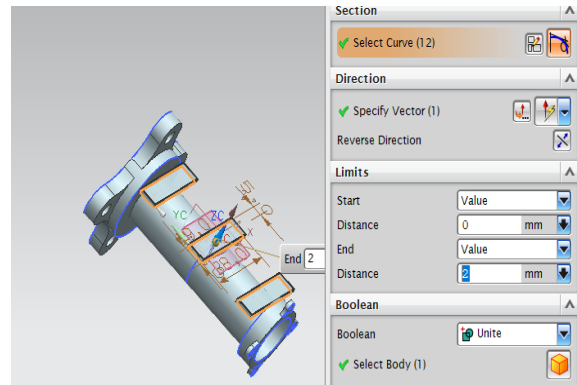 Section
Select Curve (12)
Direction
Specify Vector (1)
Reverse Direction
Limits
Start
Value
Distance
0 mm
End
Value
Distance
2 mm
Boolean
Boolean
Unite
Select Body (1)
YC
ZC
X
End 2